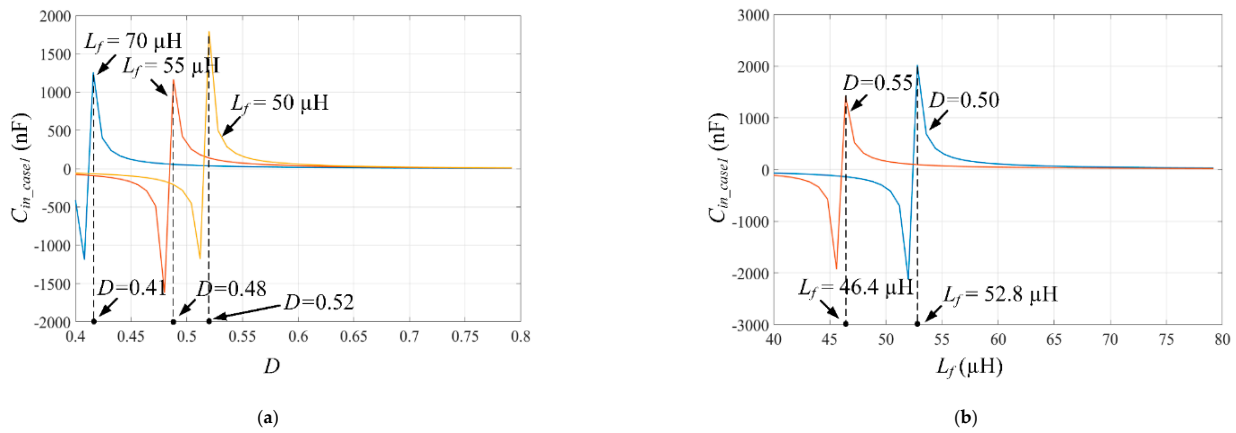 2000
1500
1000
500
0
-500
-1000
-1500
-2000
C_in_case1 (nF)
L_f = 70 μH
L_f = 55 μH
L_f = 50 μH
D=0.41
D=0.48
D=0.52
0.4 0.45 0.5 0.55 0.6 0.65 0.7 0.75 0.8
D
(a)
3000
2000
1000
0
-1000
-2000
-3000
C_in_case1 (nF)
D=0.55
D=0.50
L_f = 46.4 μH
L_f = 52.8 μH
40 45 50 55 60 65 70 75 80
L_f (μH)
(b)